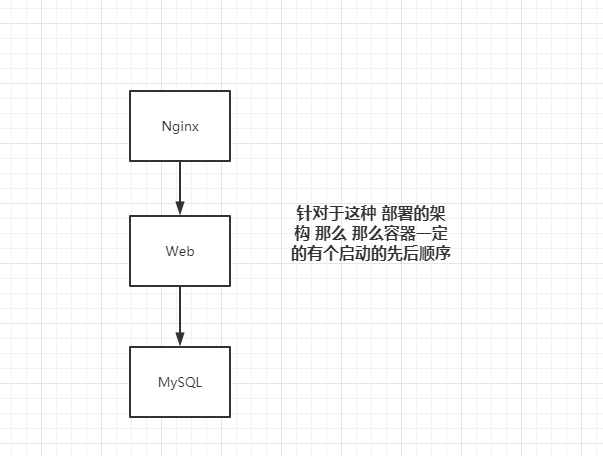 Nginx
Web
针对于这种 部署的架
构 那么 那么容器一定
的有个启动的先后顺序
MySQL